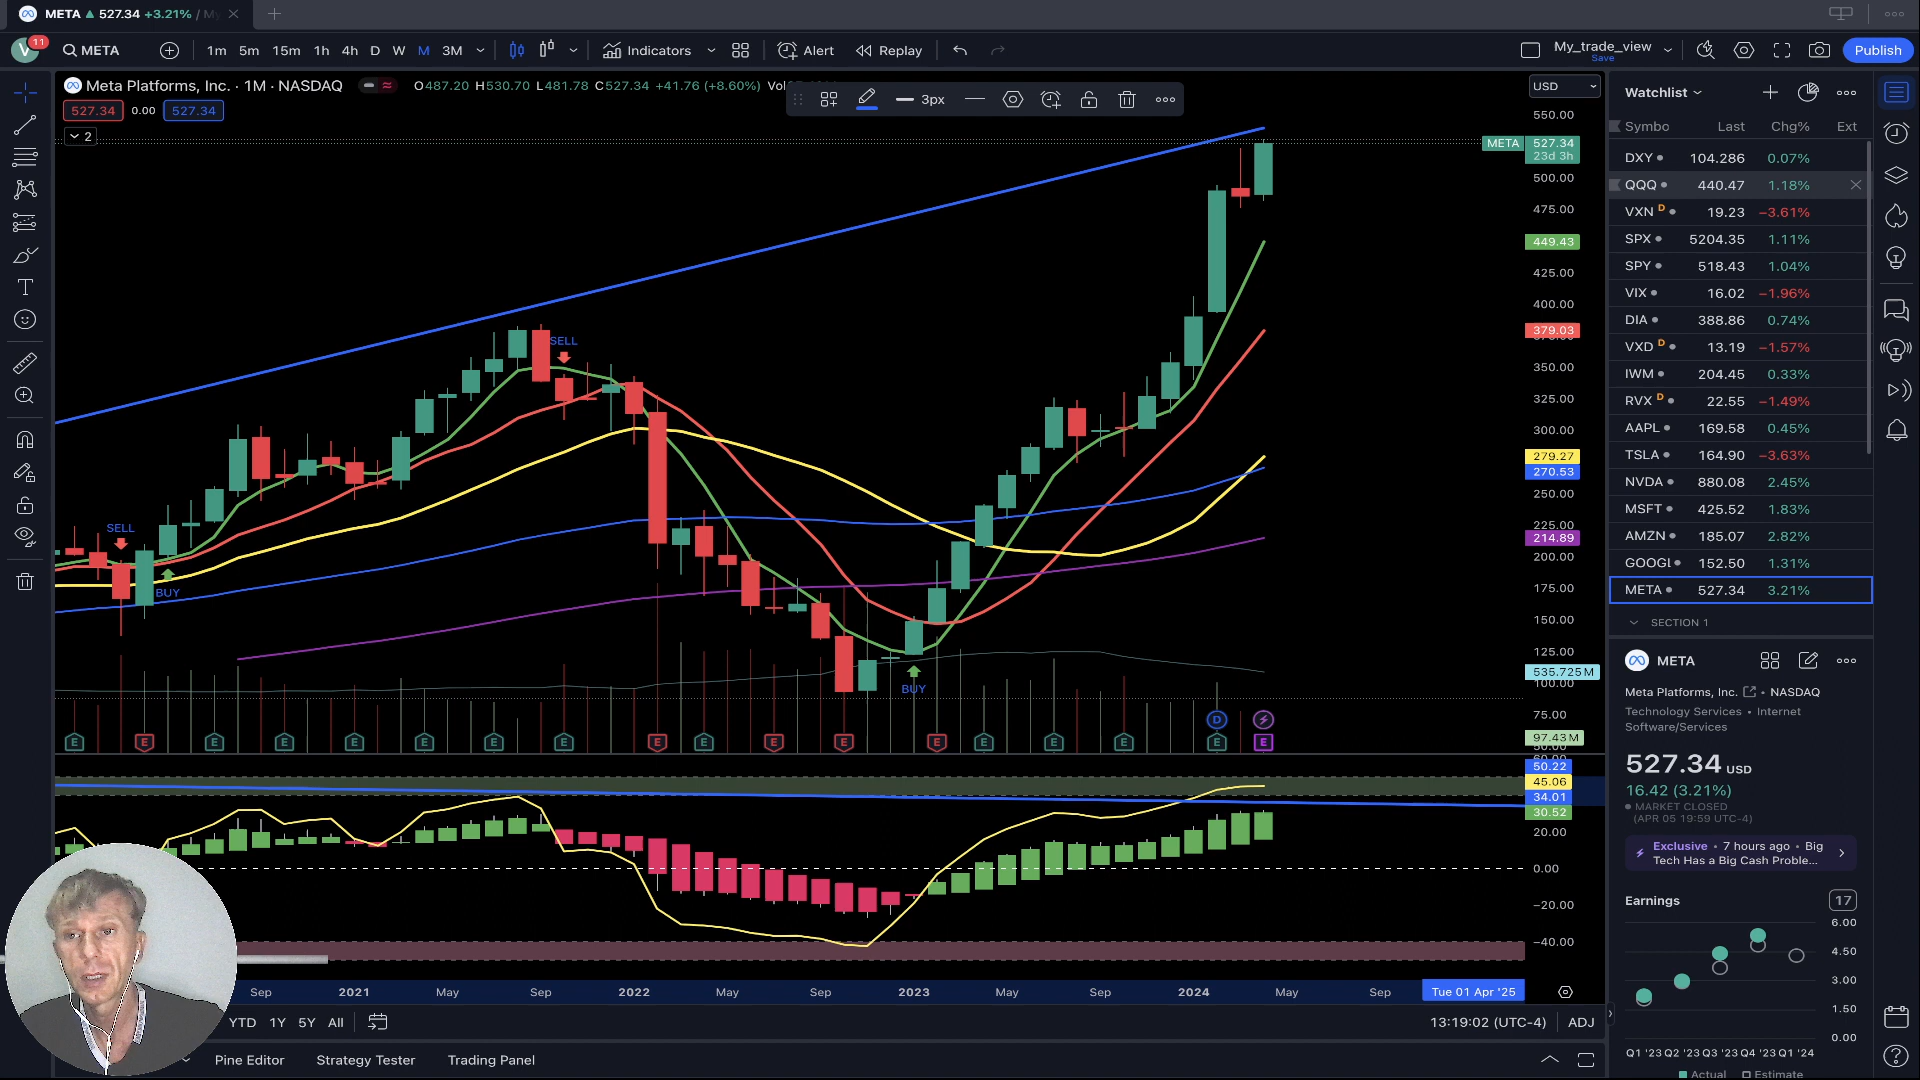 META ▲ 527.34 +3.21% / My
11
META
1m 5m 15m 1h 4h D W M 3M
Indicators
Alert
Replay
My_trade_view
Save
Publish
Meta Platforms, Inc. · 1M · NASDAQ
O487.20 H530.70 L481.78 C527.34 +41.76 (+8.60%) Vol
527.34 0.00 527.34
2
3px
USD
550.00
META 527.34
23d 3h
500.00
475.00
449.43
425.00
400.00
379.03
350.00
325.00
300.00
279.27
270.53
250.00
225.00
214.89
200.00
175.00
150.00
125.00
535.725M
100.00
75.00
97.43M
50.00
50.22
45.06
34.01
30.52
20.00
0.00
−20.00
−40.00
SELL
BUY
SELL
BUY
E E E E E E E E E E E E E E E E E E
D
Sep 2021 May Sep 2022 May Sep 2023 May Sep 2024 May Sep Tue 01 Apr '25
YTD 1Y 5Y All
13:19:02 (UTC-4) ADJ
Pine Editor Strategy Tester Trading Panel
Watchlist
Symbo Last Chg% Ext
DXY 104.286 0.07%
QQQ 440.47 1.18%
VXN D 19.23 −3.61%
SPX 5204.35 1.11%
SPY 518.43 1.04%
VIX 16.02 −1.96%
DIA 388.86 0.74%
VXD D 13.19 −1.57%
IWM 204.45 0.33%
RVX D 22.55 −1.49%
AAPL 169.58 0.45%
TSLA 164.90 −3.63%
NVDA 880.08 2.45%
MSFT 425.52 1.83%
AMZN 185.07 2.82%
GOOGL 152.50 1.31%
META 527.34 3.21%
SECTION 1
META
Meta Platforms, Inc. • NASDAQ
Technology Services • Internet
Software/Services
527.34 USD
16.42 (3.21%)
MARKET CLOSED
(APR 05 19:59 UTC-4)
Exclusive • 7 hours ago • Big
Tech Has a Big Cash Proble...
Earnings
17
6.00
4.50
3.00
1.50
0.00
Q1 '23 Q2 '23 Q3 '23 Q4 '23 Q1 '24
Actual Estimate